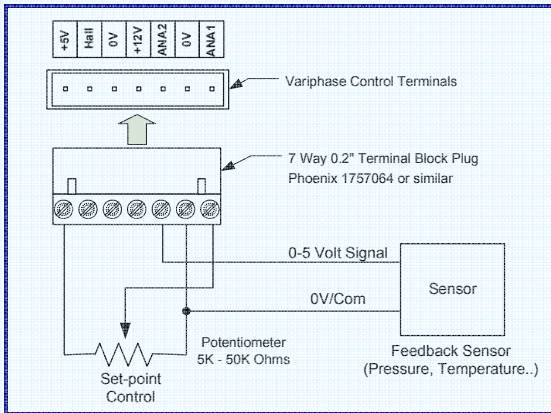 +5V
Hall
0V
+12V
ANA2
0V
ANA1
Variphase Control Terminals
7 Way 0.2" Terminal Block Plug
Phoenix 1757064 or similar
0-5 Volt Signal
0V/Com
Sensor
Potentiometer
5K - 50K Ohms
Set-point
Control
Feedback Sensor
(Pressure, Temperature..)